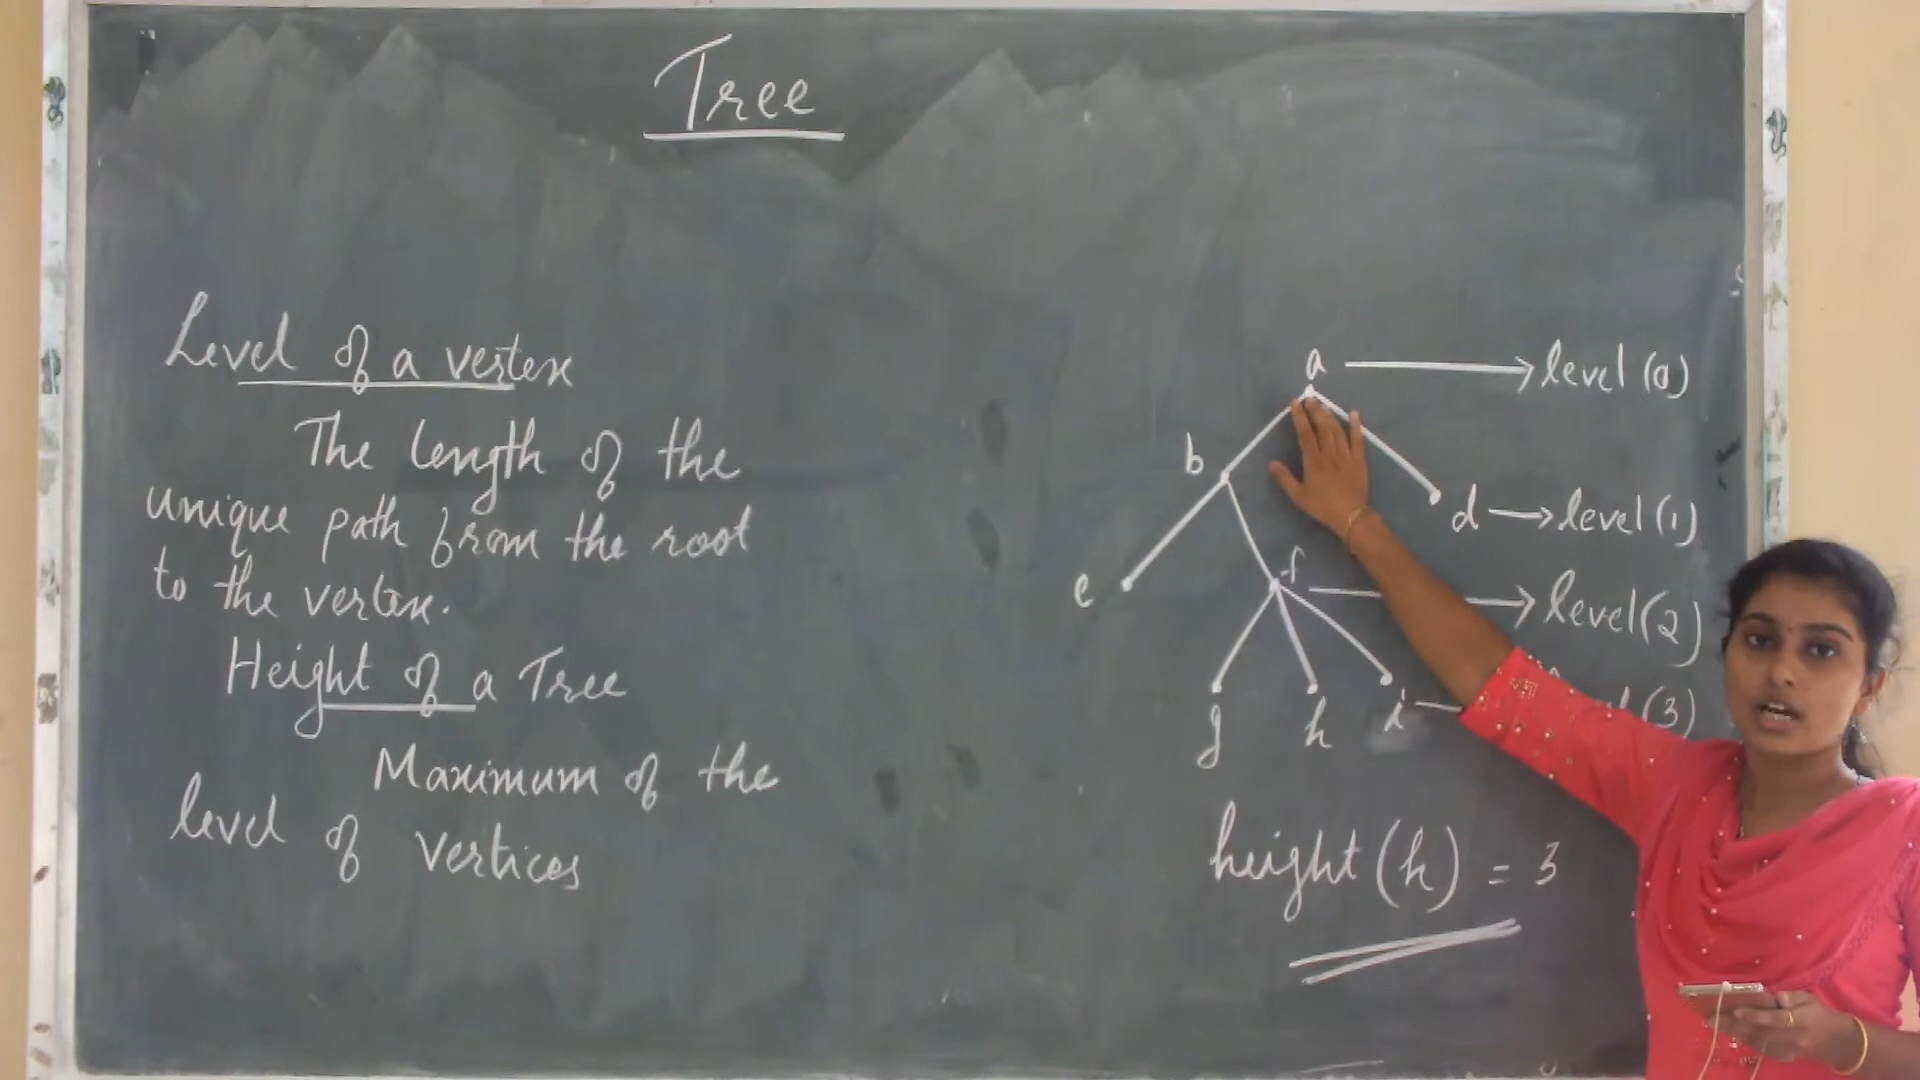 Tree
Level of a vertex
The length of the
unique path from the root
to the vertex.
Height of a Tree
Maximum of the
level of vertices
a → level (0)
b
d → level (1)
e
f → level (2)
g h i (3)
height (h) = 3